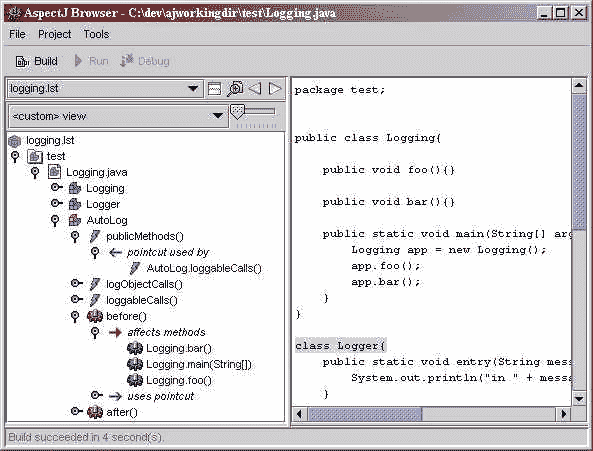 AspectJ Browser - C:\dev\ajworkingdir\test\Logging.java
File Project Tools
Build Run Debug
logging.lst
<custom> view
logging.lst
test
Logging.java
Logging
Logger
AutoLog
publicMethods()
pointcut used by
AutoLog.loggableCalls()
logObjectCalls()
loggableCalls()
before()
affects methods
Logging.bar()
Logging.main(String[])
Logging.foo()
uses pointcut
after()
package test;
public class Logging{
public void foo(){}
public void bar(){}
public static void main(String[] arg
Logging app = new Logging();
app.foo();
app.bar();
}
}
class Logger{
public static void entry(String mess
System.out.println("in " + messa
}
Build succeeded in 4 second(s).